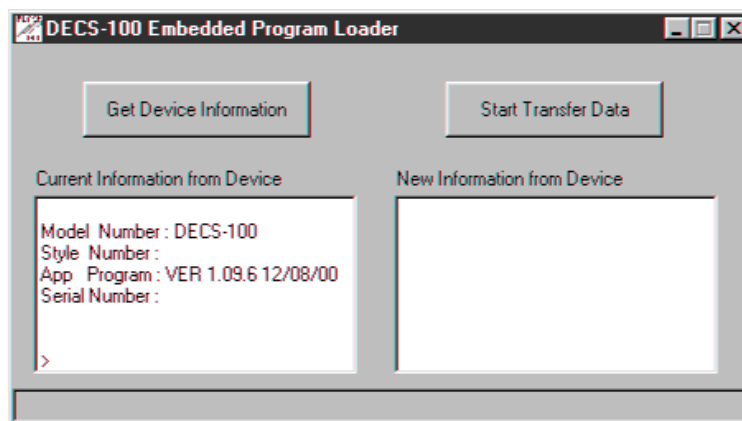 DECS-100 Embedded Program Loader
Get Device Information
Start Transfer Data
Current Information from Device
New Information from Device
Model Number : DECS-100
Style Number :
App Program : VER 1.09.6 12/08/00
Serial Number :
>